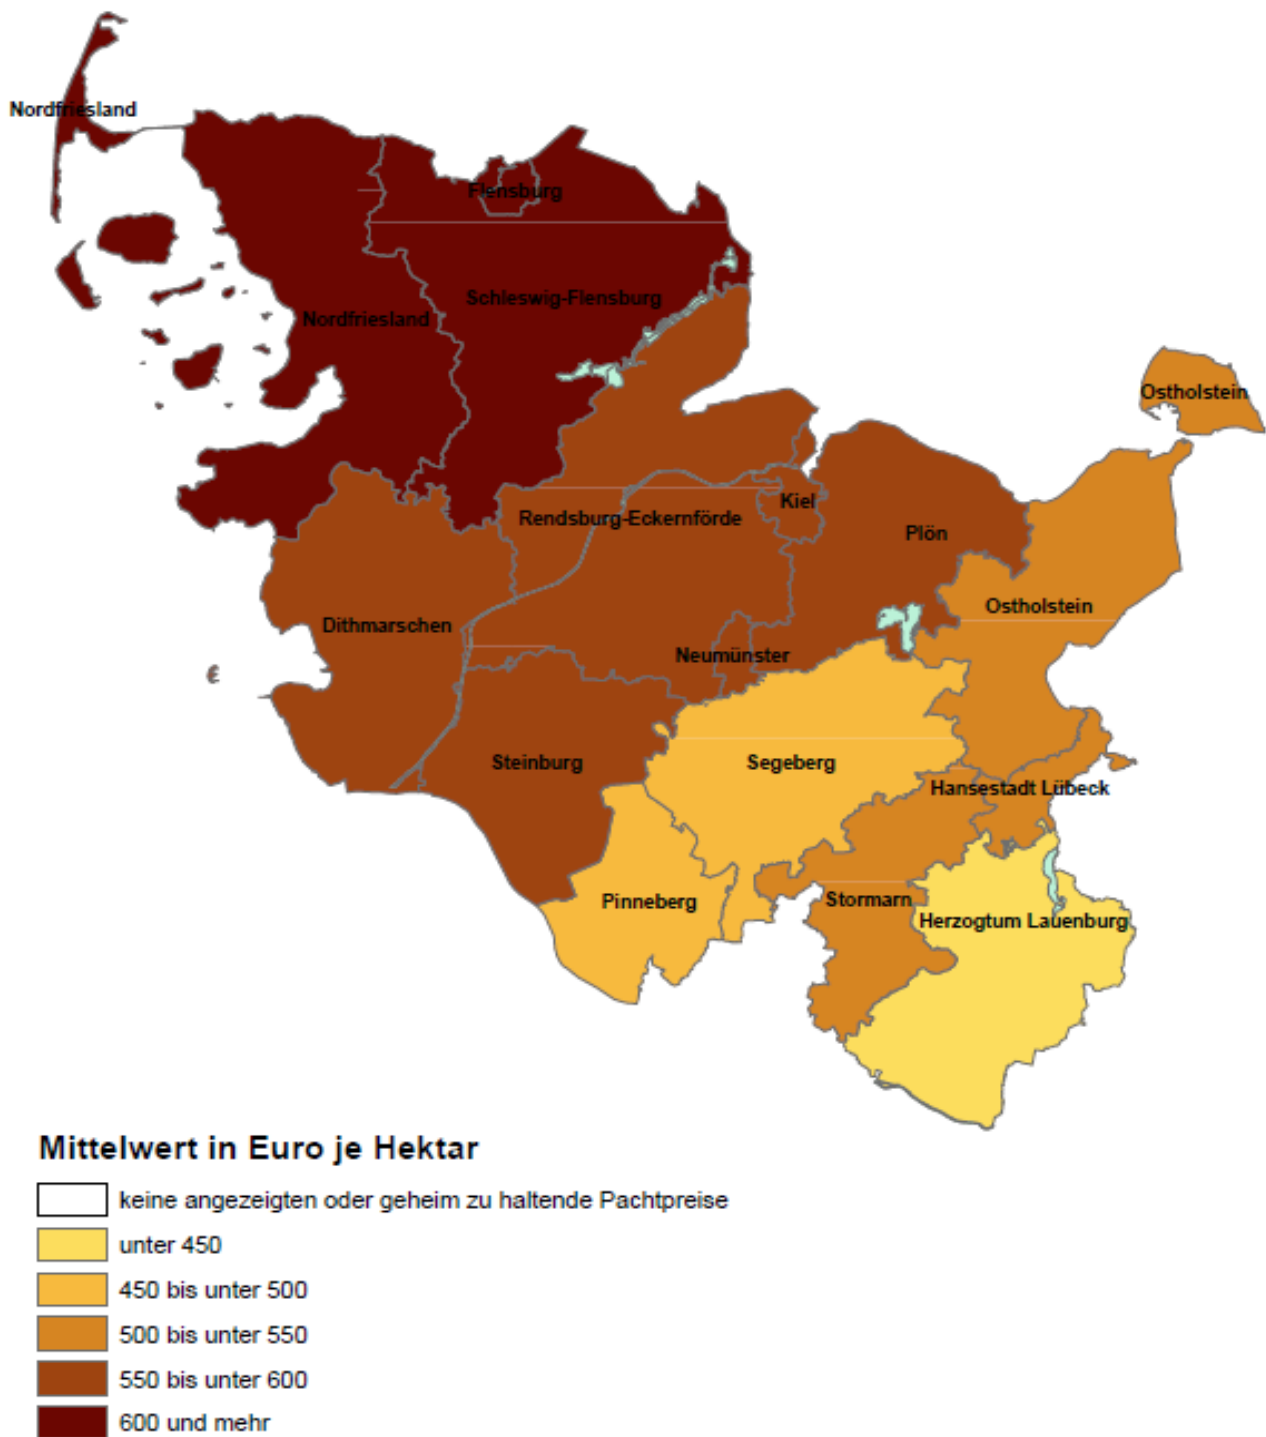 Nordfriesland
Flensburg
Schleswig-Flensburg
Nordfriesland
Ostholstein
Kiel
Rendsburg-Eckernförde
Plön
Ostholstein
Dithmarschen
Neumünster
Steinburg
Segeberg
Hansestadt Lübeck
Pinneberg
Stormarn
Herzogtum Lauenburg
Mittelwert in Euro je Hektar
keine angezeigten oder geheim zu haltende Pachtpreise
unter 450
450 bis unter 500
500 bis unter 550
550 bis unter 600
600 und mehr